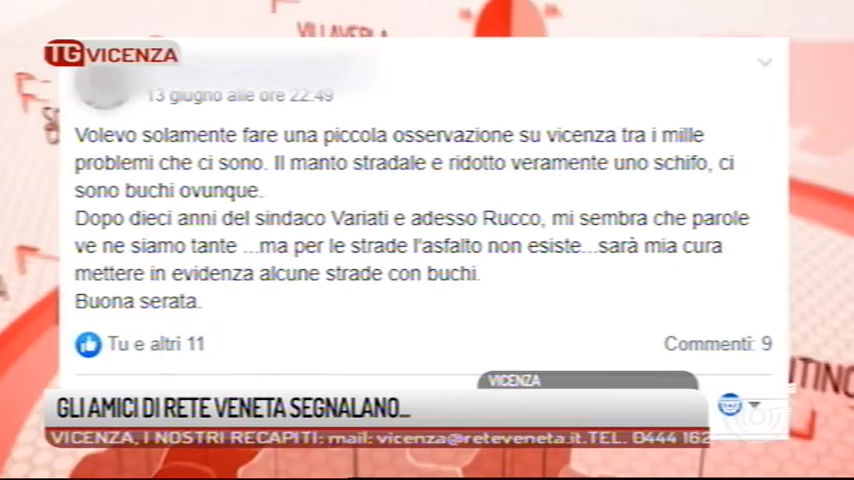 VILLAVERLA
TG VICENZA
13 giugno alle ore 22:49
Volevo solamente fare una piccola osservazione su vicenza tra i mille
problemi che ci sono. Il manto stradale e ridotto veramente uno schifo, ci
sono buchi ovunque.
Dopo dieci anni del sindaco Variati e adesso Rucco, mi sembra che parole
ve ne siamo tante ...ma per le strade l'asfalto non esiste...sarà mia cura
mettere in evidenza alcune strade con buchi.
Buona serata.
Tu e altri 11
Commenti: 9
VICENZA
GLI AMICI DI RETE VENETA SEGNALANO...
VICENZA, I NOSTRI RECAPITI: mail: vicenza@reteveneta.it.TEL. 0444 162